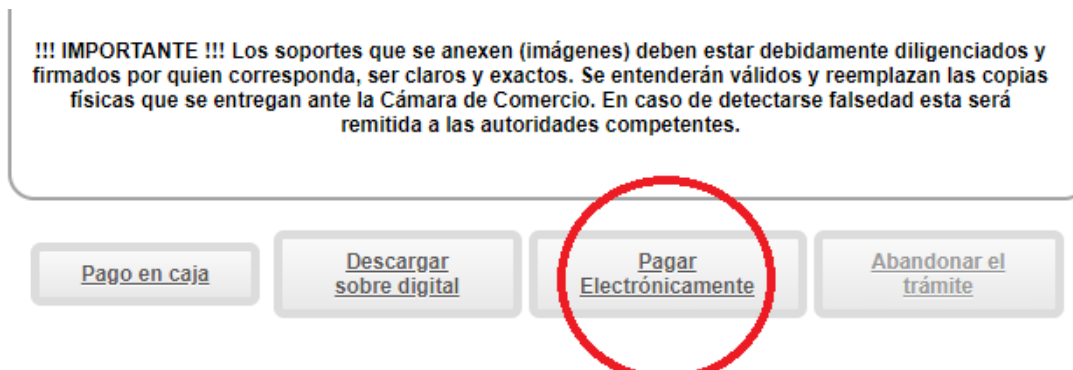 !!! IMPORTANTE !!! Los soportes que se anexen (imágenes) deben estar debidamente diligenciados y
firmados por quien corresponda, ser claros y exactos. Se entenderán válidos y reemplazan las copias
físicas que se entregan ante la Cámara de Comercio. En caso de detectarse falsedad esta será
remitida a las autoridades competentes.
Pago en caja
Descargar
sobre digital
Pagar
Electrónicamente
Abandonar el
trámite